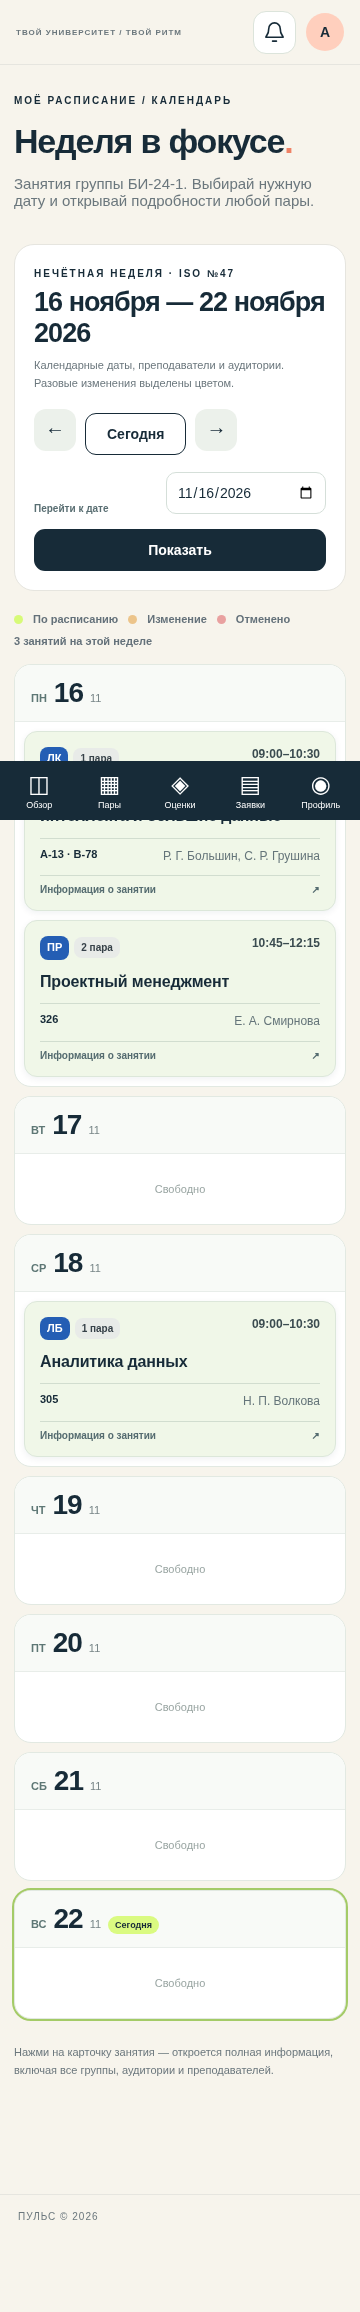 ТВОЙ УНИВЕРСИТЕТ / ТВОЙ РИТМ
А
МОЁ РАСПИСАНИЕ / КАЛЕНДАРЬ
Неделя в фокусе.
Занятия группы БИ-24-1. Выбирай нужную
дату и открывай подробности любой пары.
НЕЧЁТНАЯ НЕДЕЛЯ · ISO №47
16 ноября — 22 ноября
2026
Календарные даты, преподаватели и аудитории.
Разовые изменения выделены цветом.
← Сегодня →
Перейти к дате 11/16/2026
Показать
По расписанию Изменение Отменено
3 занятий на этой неделе
ПН 16 11
ЛК 1 пара 09:00–10:30
Обзор Пары Оценки Заявки Профиль
А-13 · В-78 Р. Г. Большин, С. Р. Грушина
Информация о занятии ↗
ПР 2 пара 10:45–12:15
Проектный менеджмент
326 Е. А. Смирнова
Информация о занятии ↗
ВТ 17 11
Свободно
СР 18 11
ЛБ 1 пара 09:00–10:30
Аналитика данных
305 Н. П. Волкова
Информация о занятии ↗
ЧТ 19 11
Свободно
ПТ 20 11
Свободно
СБ 21 11
Свободно
ВС 22 11 Сегодня
Свободно
Нажми на карточку занятия — откроется полная информация,
включая все группы, аудитории и преподавателей.
ПУЛЬС © 2026